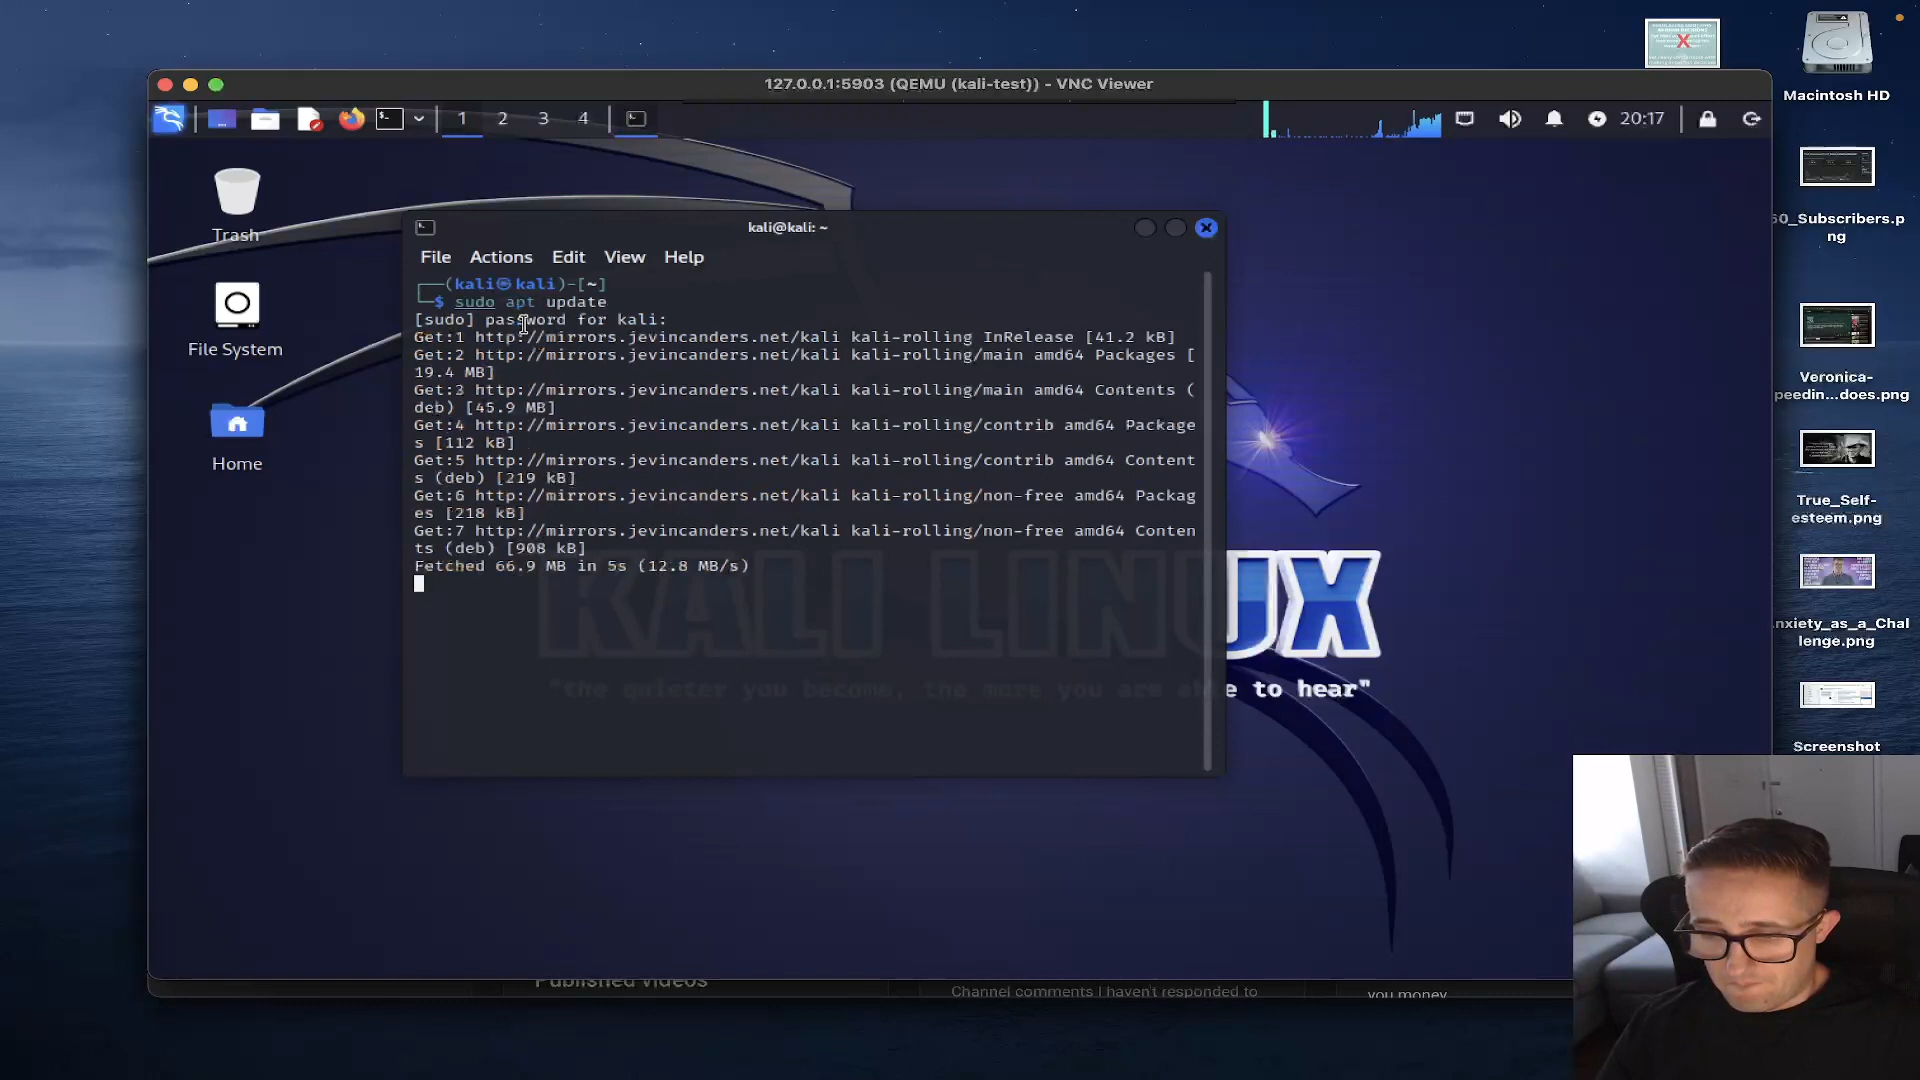 127.0.0.1:5903 (QEMU (kali-test)) - VNC Viewer
1 2 3 4
20:17
Macintosh HD
Trash
File System
Home
kali@kali: ~
File Actions Edit View Help
┌──(kali㉿kali)-[~]
└─$ sudo apt update
[sudo] password for kali:
Get:1 http://mirrors.jevincanders.net/kali kali-rolling InRelease [41.2 kB]
Get:2 http://mirrors.jevincanders.net/kali kali-rolling/main amd64 Packages [
19.4 MB]
Get:3 http://mirrors.jevincanders.net/kali kali-rolling/main amd64 Contents (
deb) [45.9 MB]
Get:4 http://mirrors.jevincanders.net/kali kali-rolling/contrib amd64 Package
s [112 kB]
Get:5 http://mirrors.jevincanders.net/kali kali-rolling/contrib amd64 Content
s (deb) [219 kB]
Get:6 http://mirrors.jevincanders.net/kali kali-rolling/non-free amd64 Packag
es [218 kB]
Get:7 http://mirrors.jevincanders.net/kali kali-rolling/non-free amd64 Conten
ts (deb) [908 kB]
Fetched 66.9 MB in 5s (12.8 MB/s)
KALI LINUX
"the quieter you become, the more you are able to hear"
60_Subscribers.p
ng
Veronica-
peedin...does.png
True_Self-
esteem.png
nxiety_as_a_Chal
lenge.png
Screenshot
Published videos
Channel comments I haven't responded to
you money